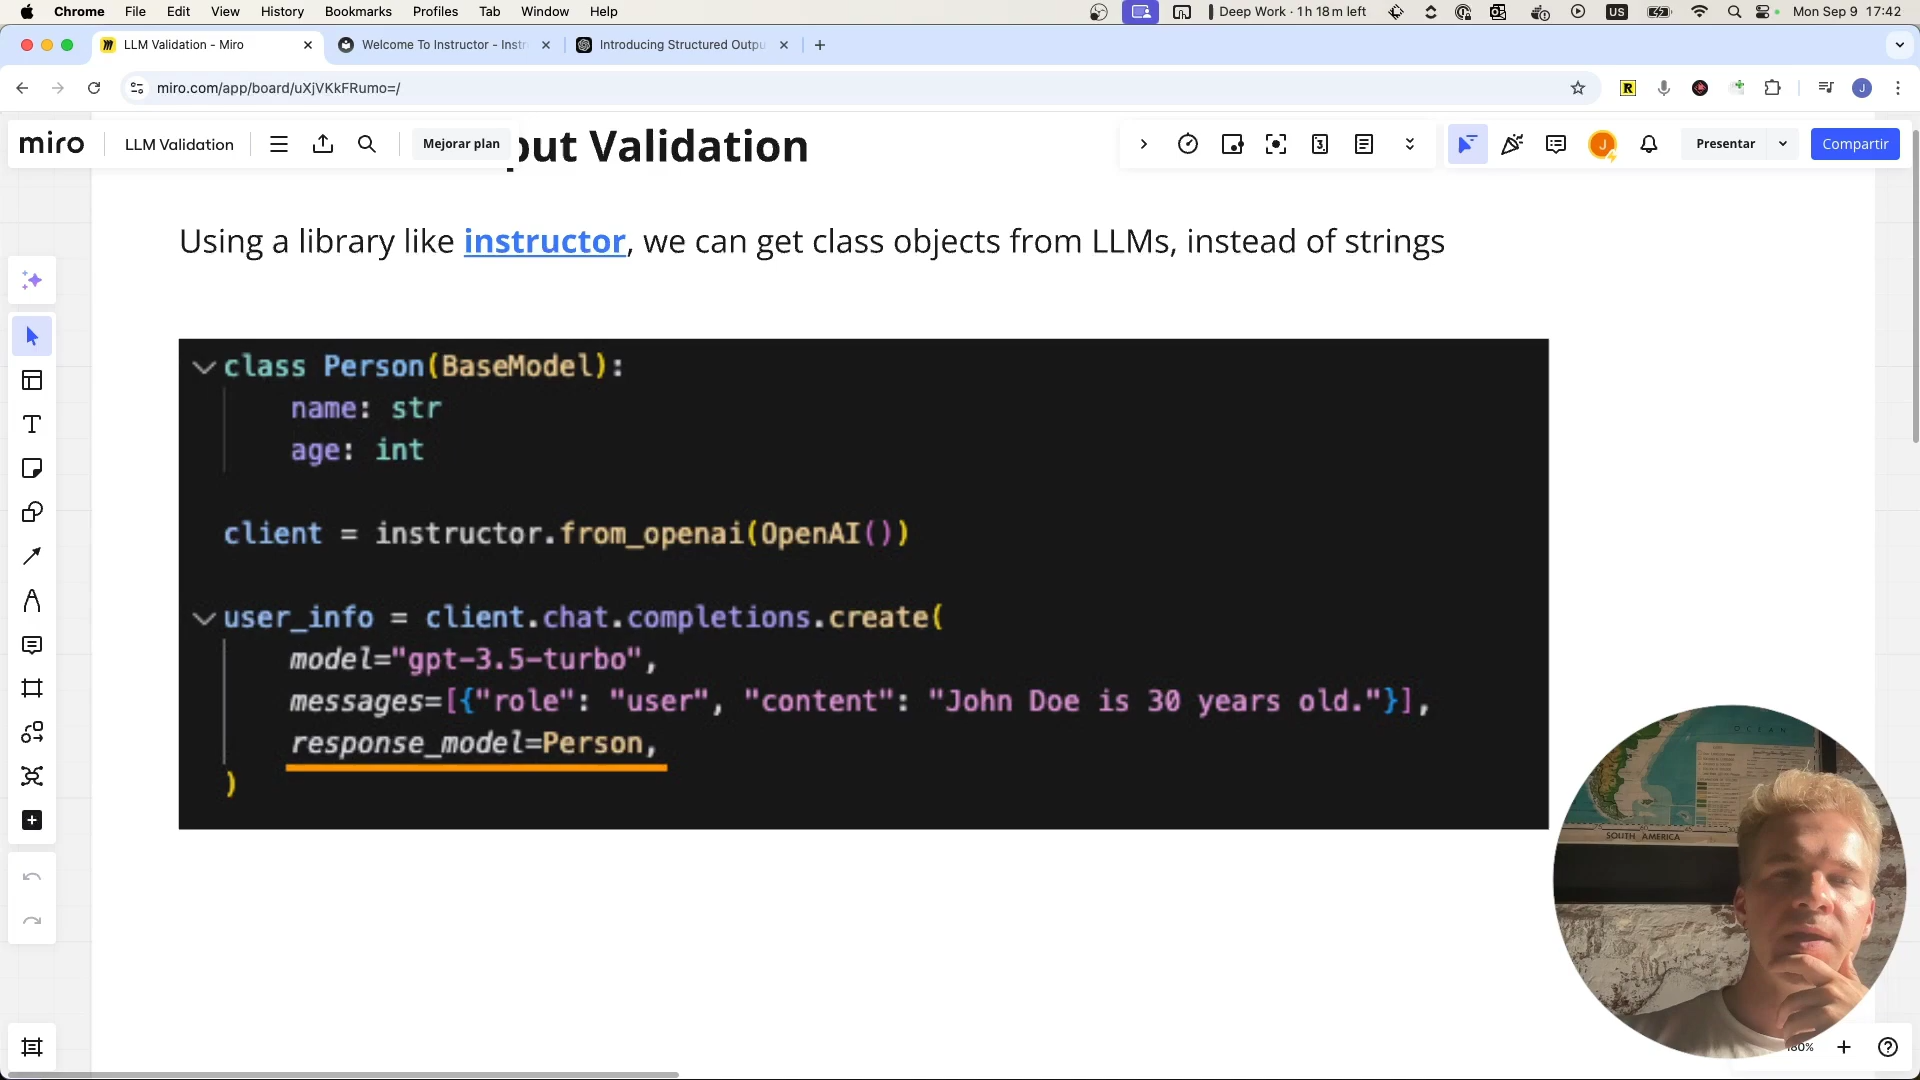 Chrome File Edit View History Bookmarks Profiles Tab Window Help
Deep Work · 1 h 18 m left US Mon Sep 9 17:42
LLM Validation - Miro
Welcome To Instructor - Instr
Introducing Structured Outpu
miro.com/app/board/uXjVKkFRumo=/
miro LLM Validation Mejorar plan
put Validation
Presentar Compartir
Using a library like instructor, we can get class objects from LLMs, instead of strings
class Person(BaseModel):
name: str
age: int
client = instructor.from_openai(OpenAI())
user_info = client.chat.completions.create(
model="gpt-3.5-turbo",
messages=[{"role": "user", "content": "John Doe is 30 years old."}],
response_model=Person,
)
OCEAN
SOUTH AMERICA